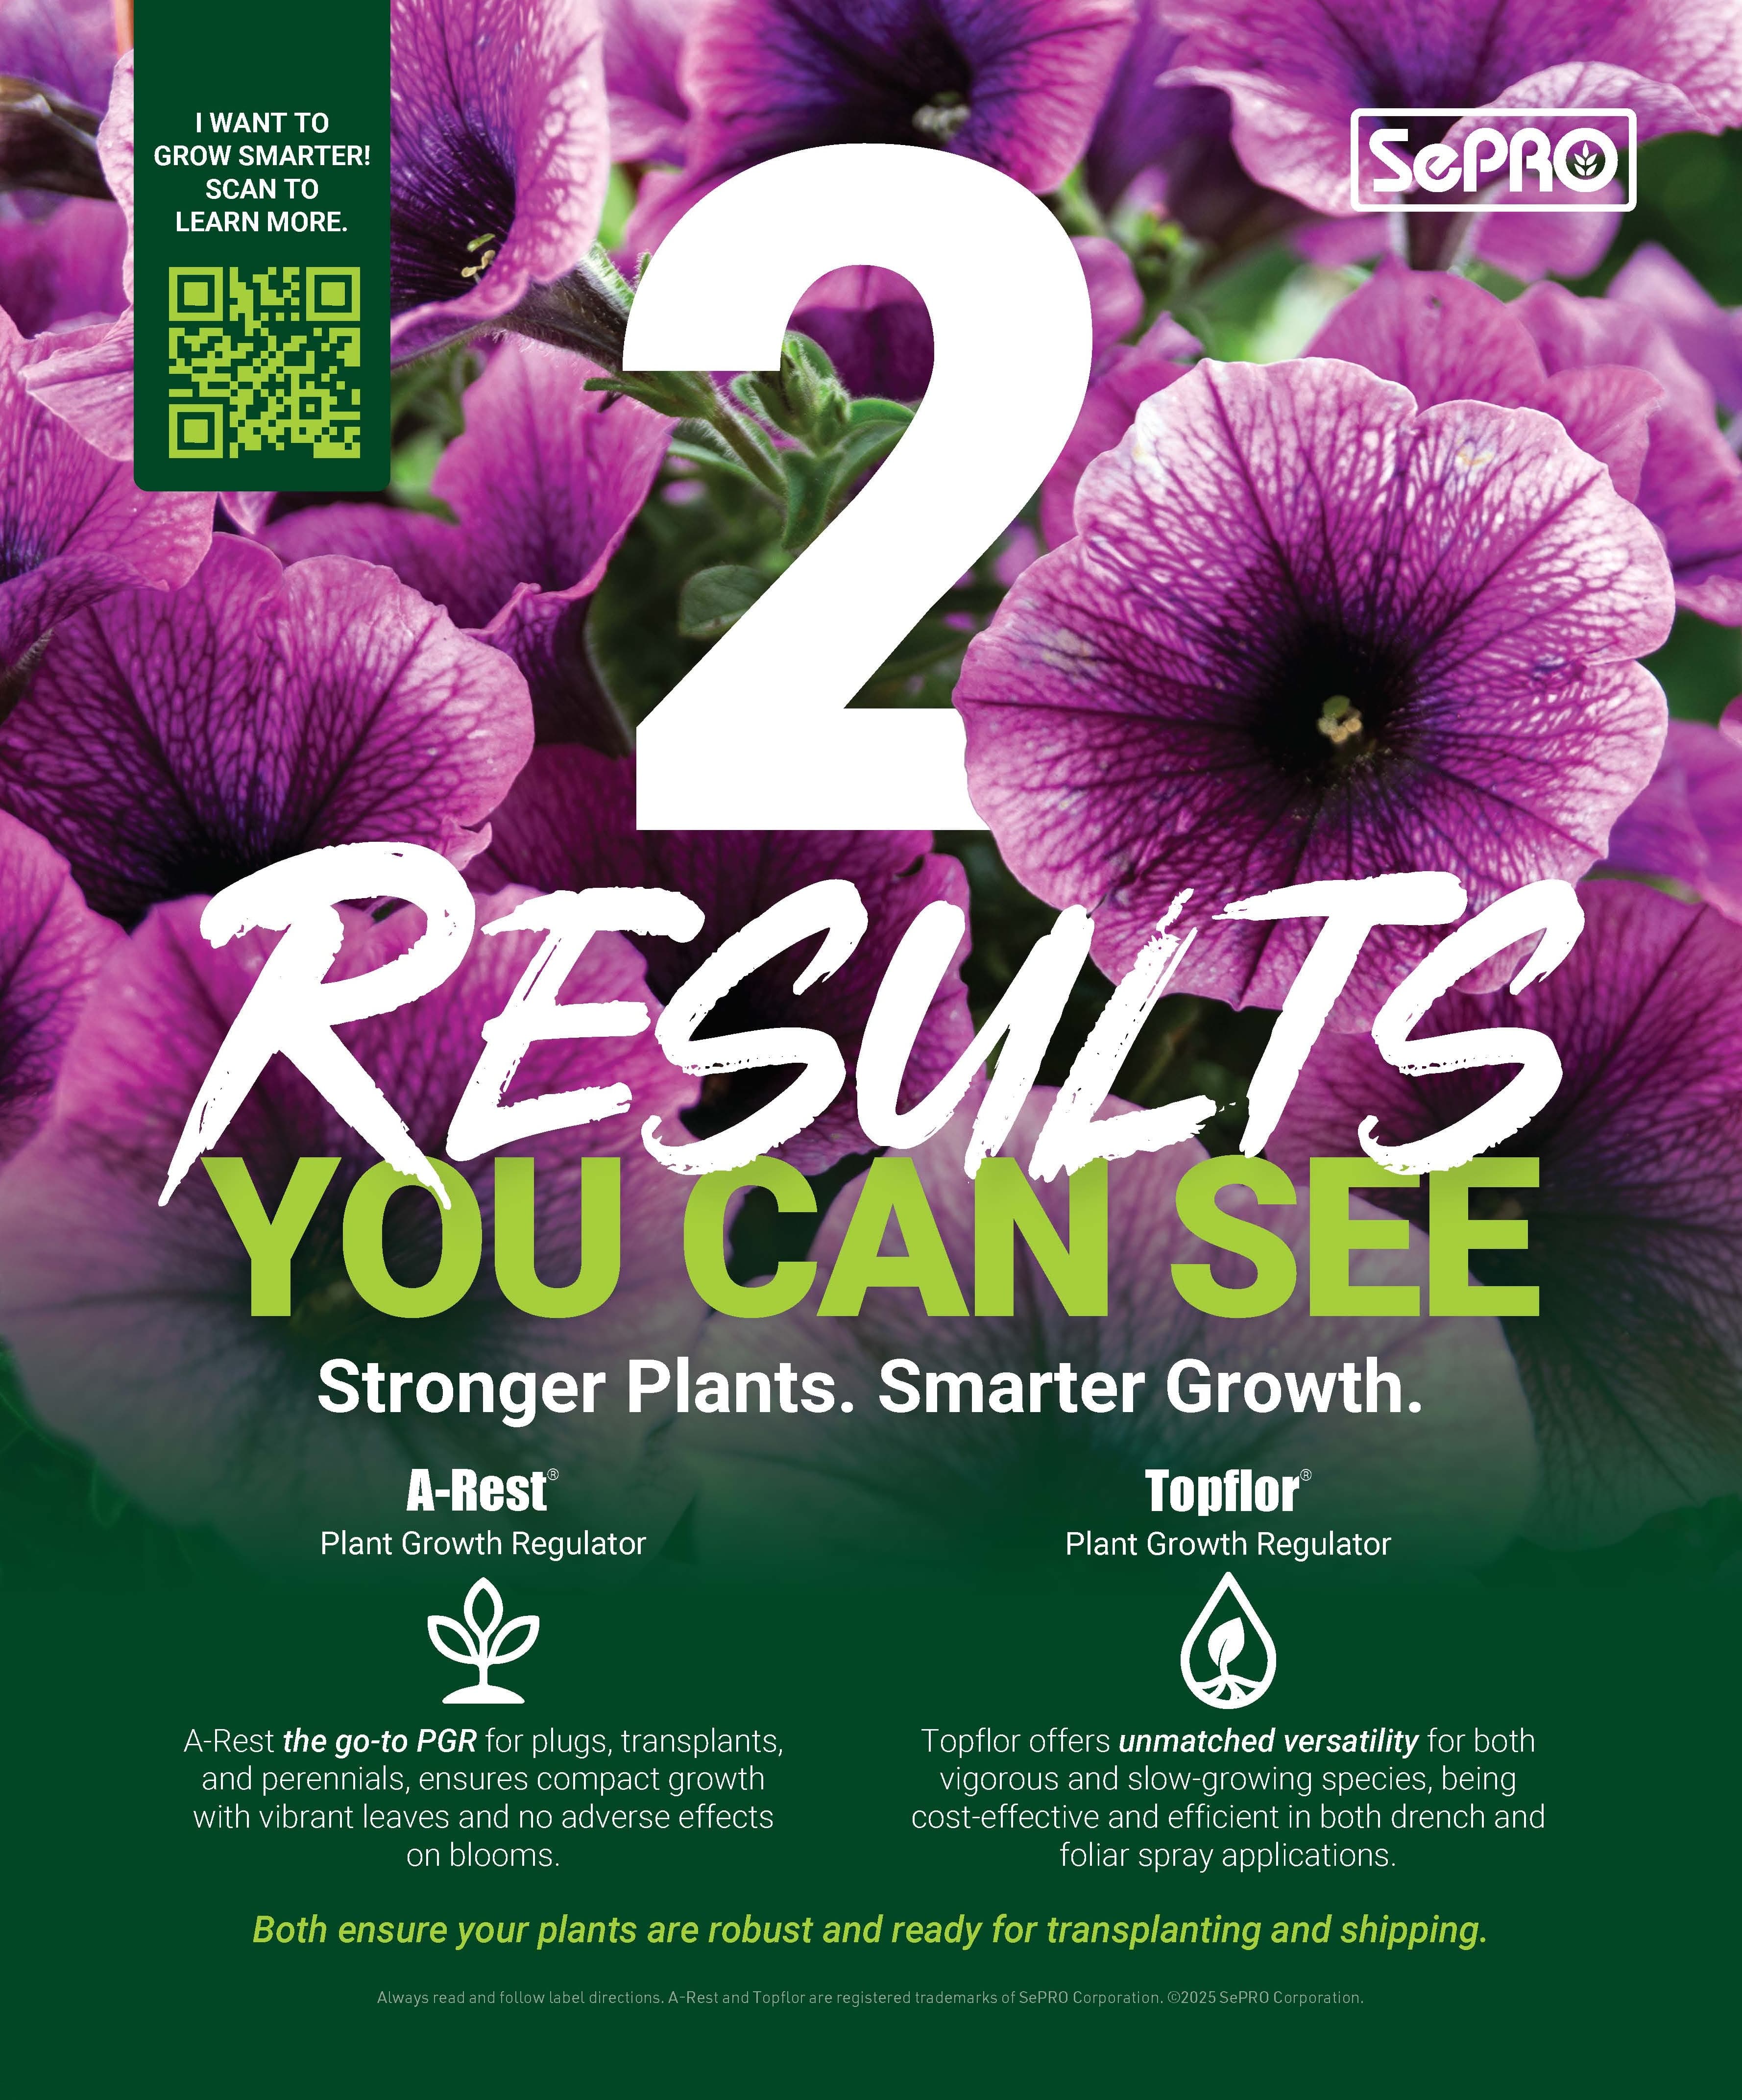 I WANT TO
GROW SMARTER!
SCAN TO
LEARN MORE.
SePRO
2
RESULTS
YOU CAN SEE
Stronger Plants. Smarter Growth.
A-Rest®
Plant Growth Regulator
A-Rest the go-to PGR for plugs, transplants,
and perennials, ensures compact growth
with vibrant leaves and no adverse effects
on blooms.
Topflor®
Plant Growth Regulator
Topflor offers unmatched versatility for both
vigorous and slow-growing species, being
cost-effective and efficient in both drench and
foliar spray applications.
Both ensure your plants are robust and ready for transplanting and shipping.
Always read and follow label directions. A-Rest and Topflor are registered trademarks of SePRO Corporation. ©2025 SePRO Corporation.